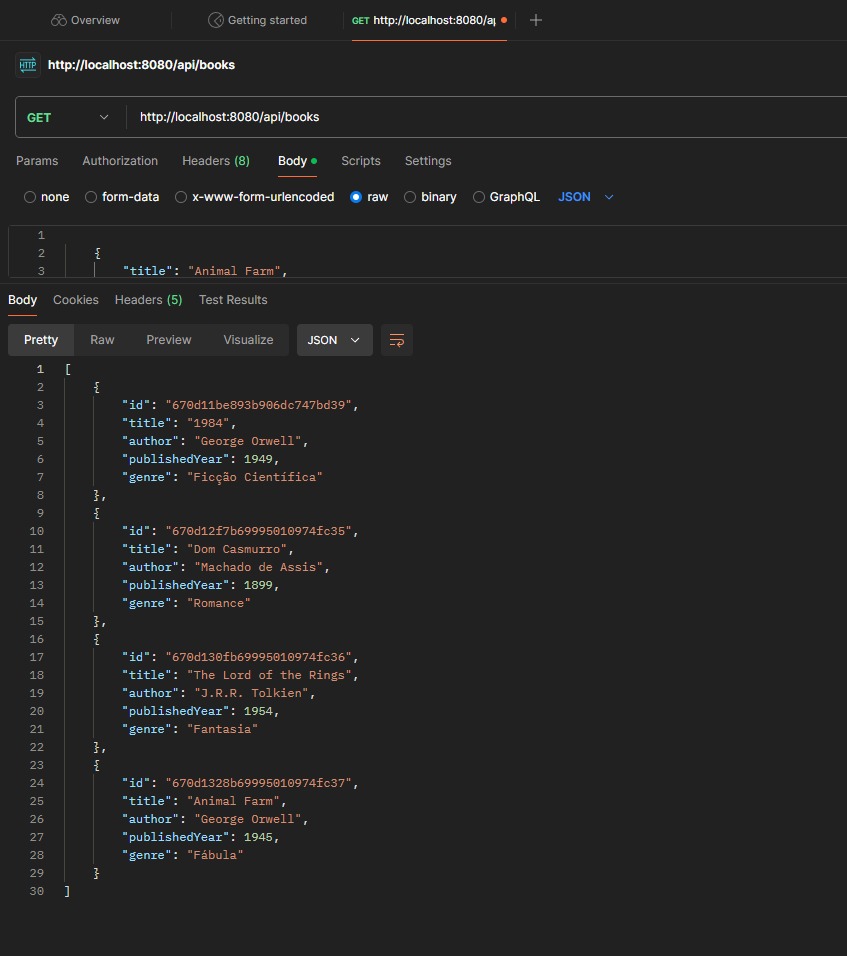 Overview
Getting started
GET http://localhost:8080/ap
HTTP http://localhost:8080/api/books
GET http://localhost:8080/api/books
Params Authorization Headers (8) Body Scripts Settings
none form-data x-www-form-urlencoded raw binary GraphQL JSON
1
2 {
3 "title": "Animal Farm",
Body Cookies Headers (5) Test Results
Pretty Raw Preview Visualize JSON
1 [
2 {
3 "id": "670d11be893b906dc747bd39",
4 "title": "1984",
5 "author": "George Orwell",
6 "publishedYear": 1949,
7 "genre": "Ficção Científica"
8 },
9 {
10 "id": "670d12f7b69995010974fc35",
11 "title": "Dom Casmurro",
12 "author": "Machado de Assis",
13 "publishedYear": 1899,
14 "genre": "Romance"
15 },
16 {
17 "id": "670d130fb69995010974fc36",
18 "title": "The Lord of the Rings",
19 "author": "J.R.R. Tolkien",
20 "publishedYear": 1954,
21 "genre": "Fantasia"
22 },
23 {
24 "id": "670d1328b69995010974fc37",
25 "title": "Animal Farm",
26 "author": "George Orwell",
27 "publishedYear": 1945,
28 "genre": "Fábula"
29 }
30 ]